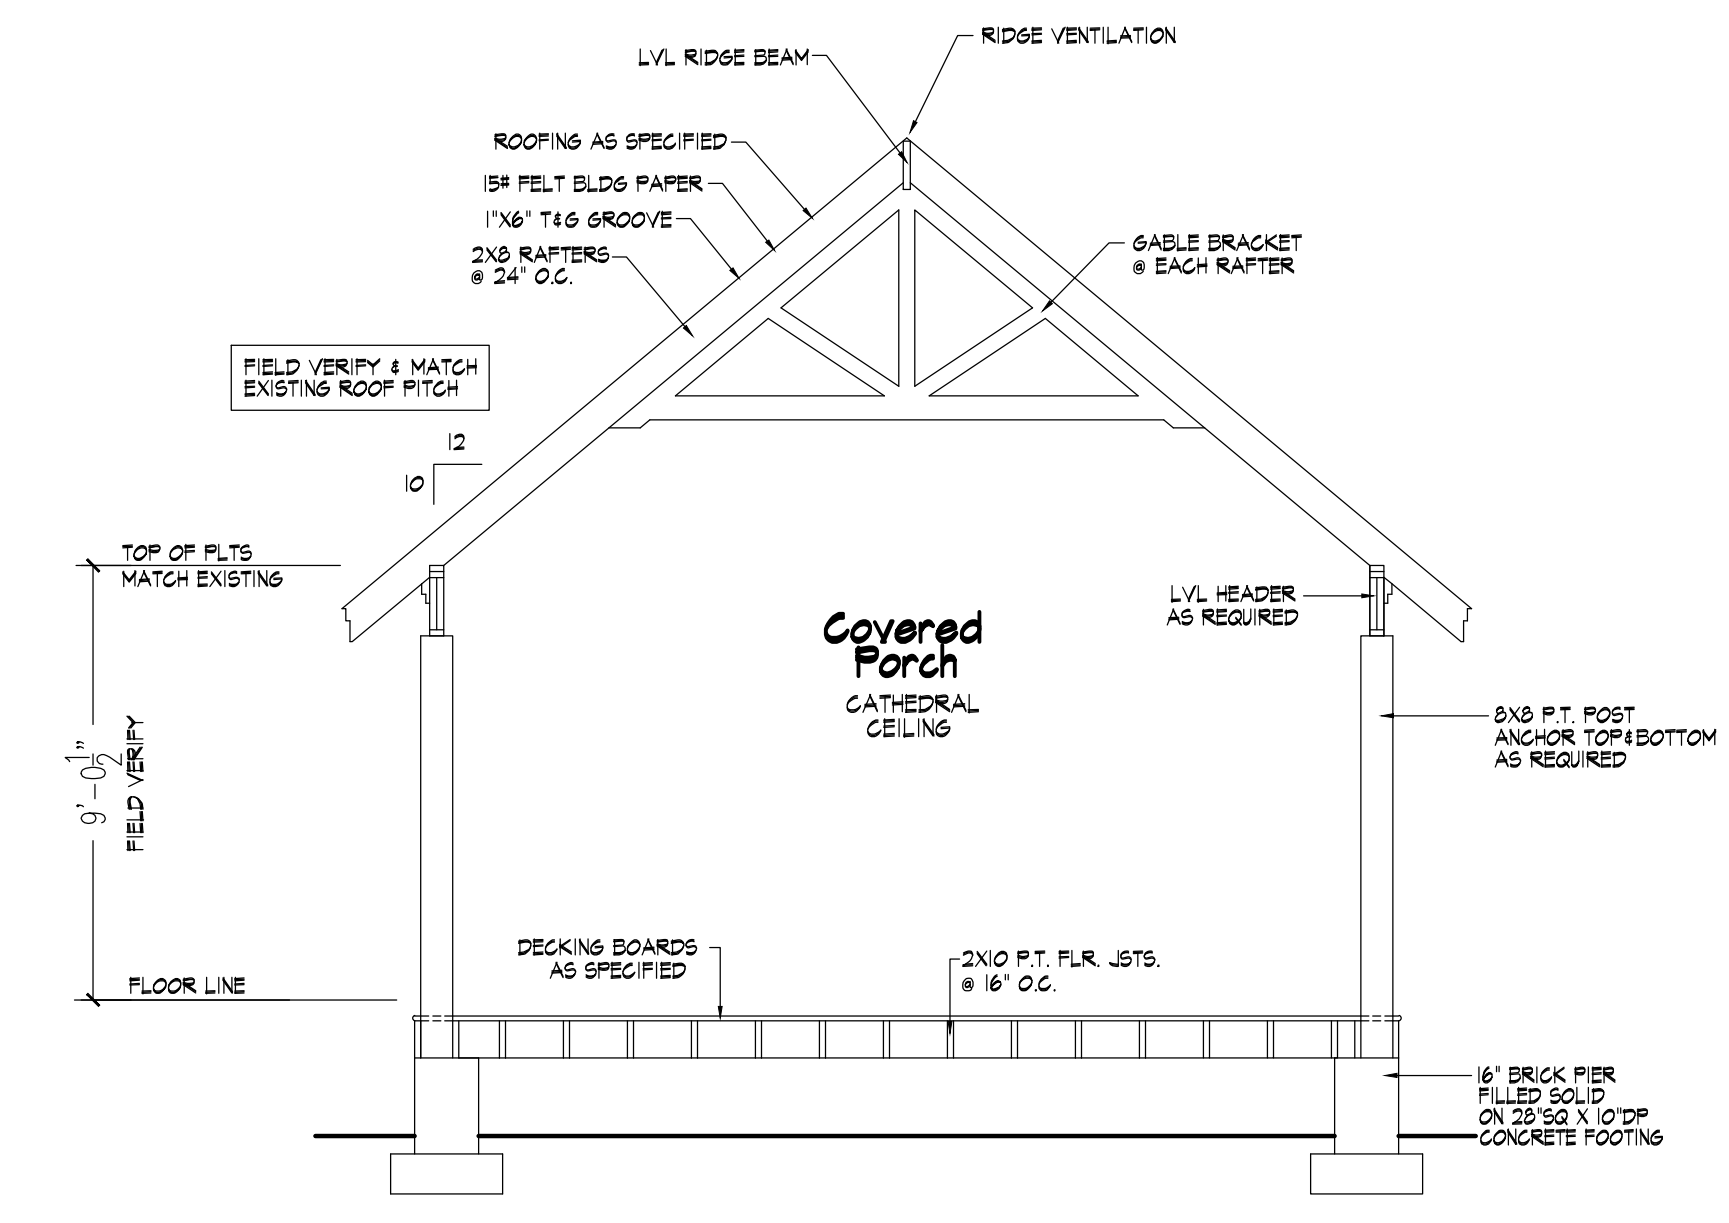 RIDGE VENTILATION
LVL RIDGE BEAM
ROOFING AS SPECIFIED
15# FELT BLDG PAPER
1"X6" T&G GROOVE
2X8 RAFTERS
@ 24" O.C.
GABLE BRACKET
@ EACH RAFTER
FIELD VERIFY & MATCH
EXISTING ROOF PITCH
12
10
TOP OF PLTS
MATCH EXISTING
LVL HEADER
AS REQUIRED
Covered
Porch
CATHEDRAL
CEILING
8X8 P.T. POST
ANCHOR TOP&BOTTOM
AS REQUIRED
9'-0 1/2"
FIELD VERIFY
DECKING BOARDS
AS SPECIFIED
2X10 P.T. FLR. JSTS.
@ 16" O.C.
FLOOR LINE
16" BRICK PIER
FILLED SOLID
ON 28"SQ X 10"DP
CONCRETE FOOTING